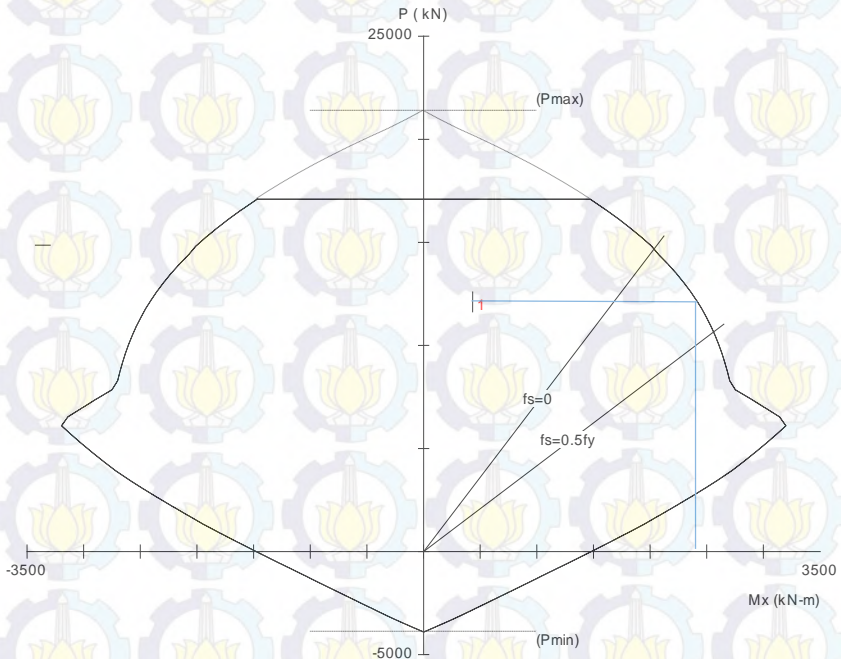 P ( kN)
25000
(Pmax)
1
fs=0
fs=0.5fy
-3500
3500
Mx (kN-m)
(Pmin)
-5000